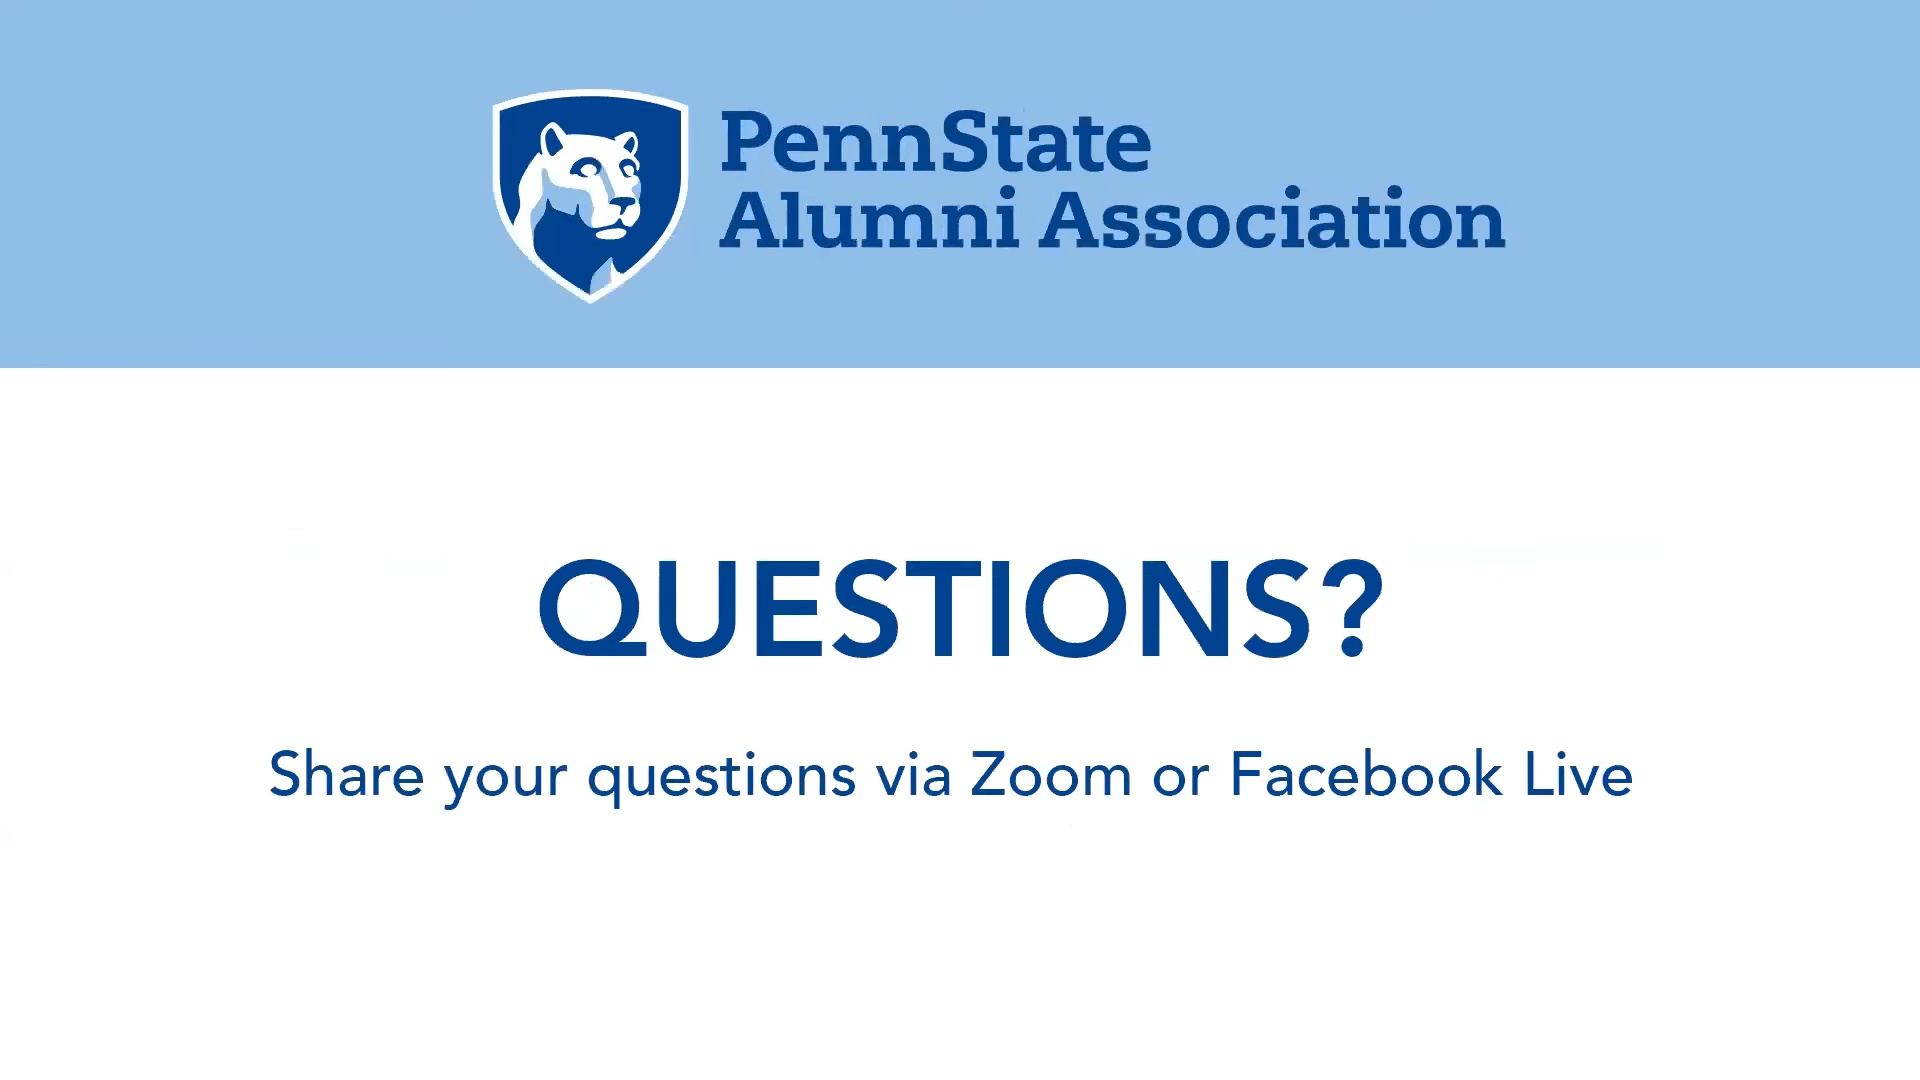 PennState
Alumni Association
QUESTIONS?
Share your questions via Zoom or Facebook Live